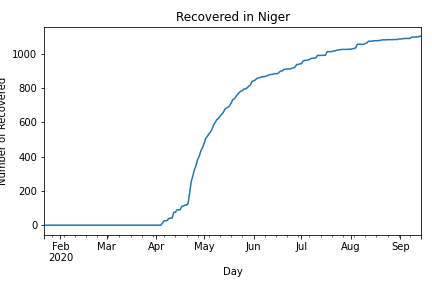 Recovered in Niger
Number of Recovered
1000
800
600
400
200
0
Feb Mar Apr May Jun Jul Aug Sep
2020
Day